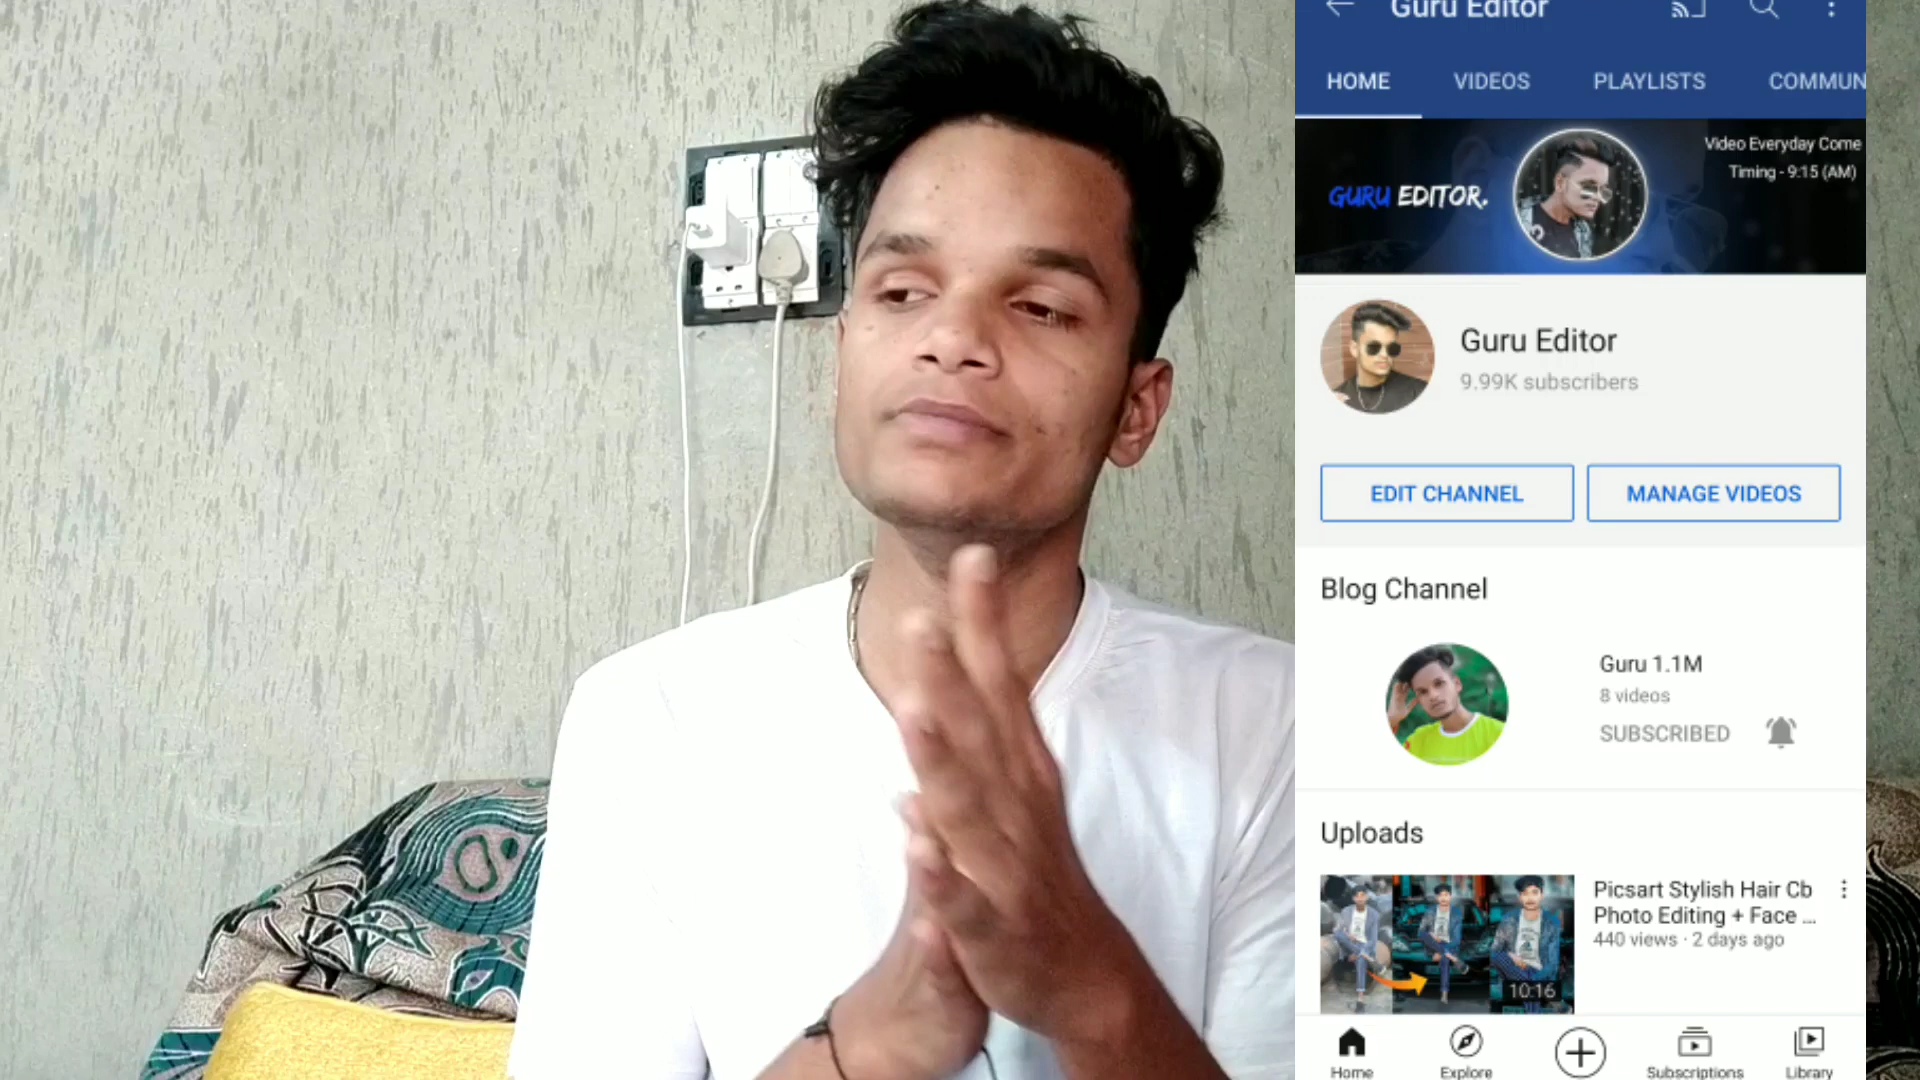 Guru Editor
HOME VIDEOS PLAYLISTS COMMUN
Video Everyday Come
Timing - 9:15 (AM)
GURU EDITOR.
Guru Editor
9.99K subscribers
EDIT CHANNEL MANAGE VIDEOS
Blog Channel
Guru 1.1M
8 videos
SUBSCRIBED
Uploads
Picsart Stylish Hair Cb
Photo Editing + Face ...
440 views · 2 days ago
10:16
Home Explore Subscriptions Library